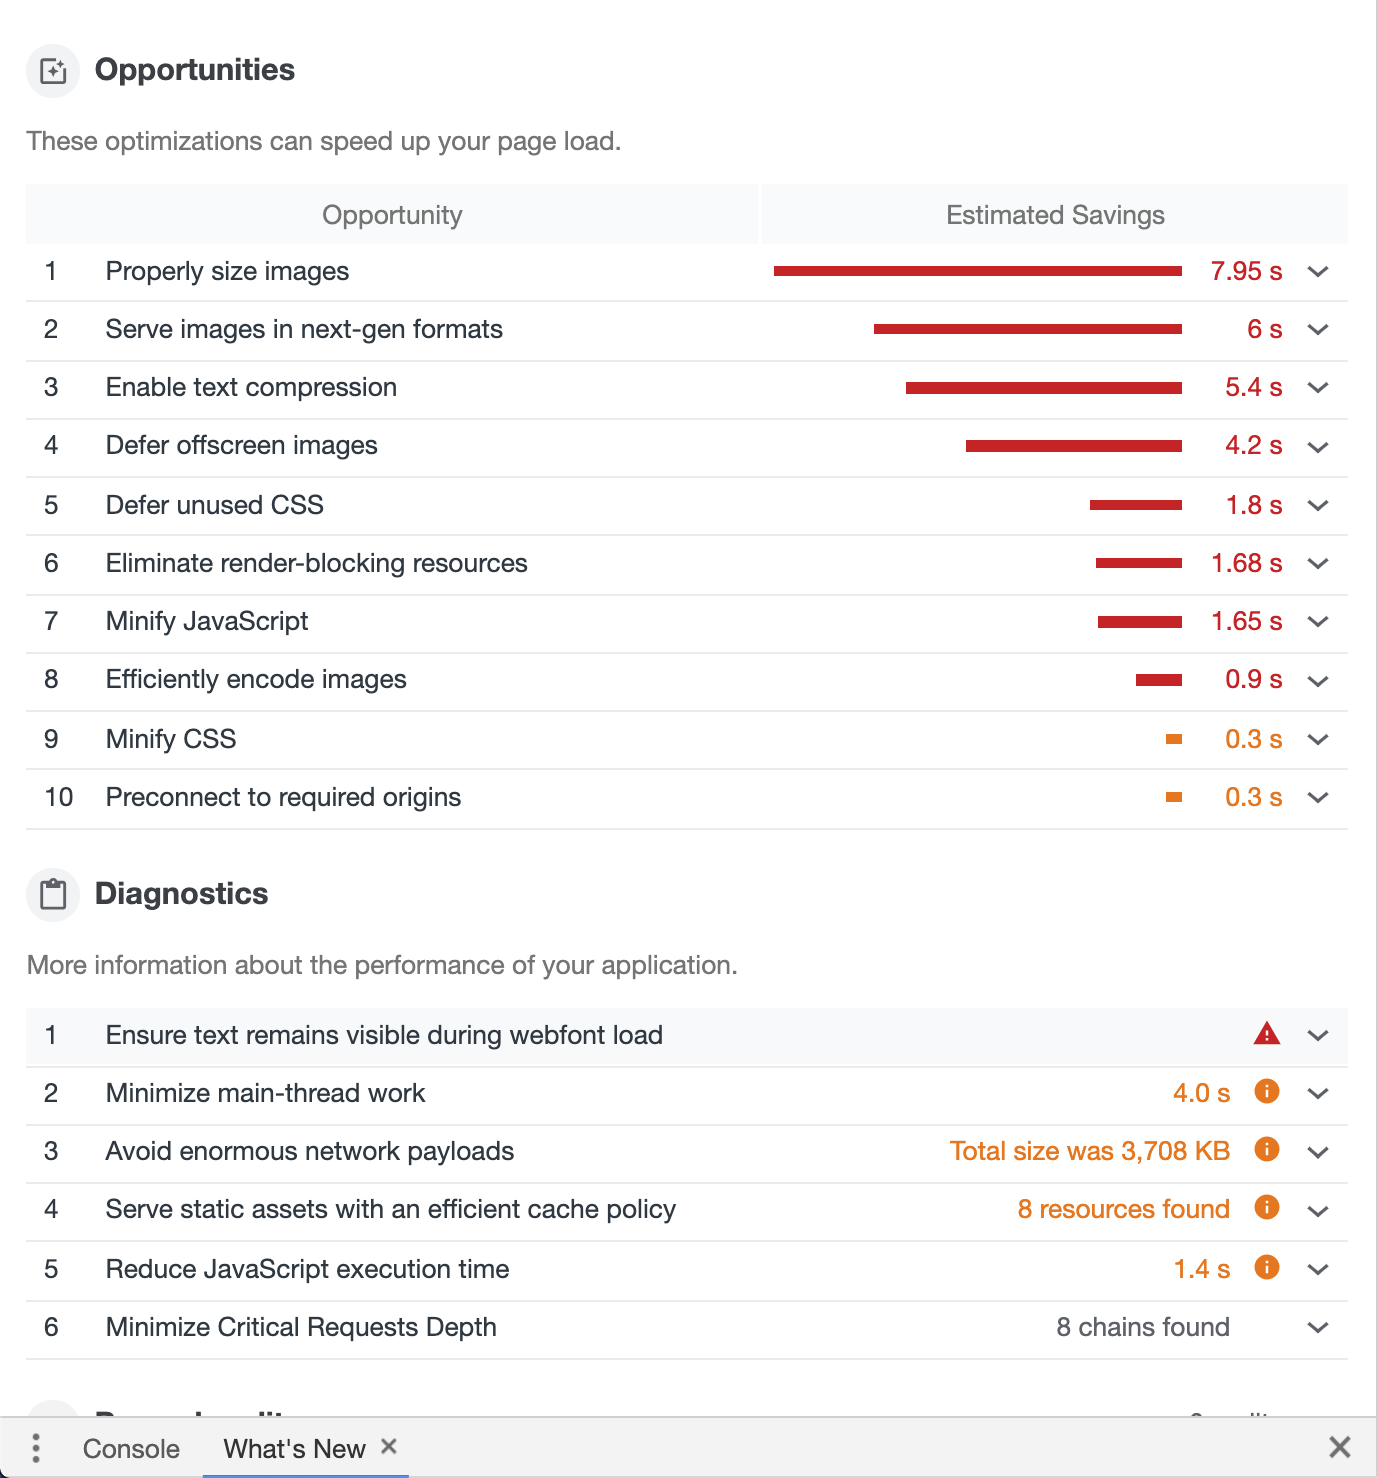 Opportunities
These optimizations can speed up your page load.
Opportunity Estimated Savings
1 Properly size images 7.95 s
2 Serve images in next-gen formats 6 s
3 Enable text compression 5.4 s
4 Defer offscreen images 4.2 s
5 Defer unused CSS 1.8 s
6 Eliminate render-blocking resources 1.68 s
7 Minify JavaScript 1.65 s
8 Efficiently encode images 0.9 s
9 Minify CSS 0.3 s
10 Preconnect to required origins 0.3 s
Diagnostics
More information about the performance of your application.
1 Ensure text remains visible during webfont load
2 Minimize main-thread work 4.0 s
3 Avoid enormous network payloads Total size was 3,708 KB
4 Serve static assets with an efficient cache policy 8 resources found
5 Reduce JavaScript execution time 1.4 s
6 Minimize Critical Requests Depth 8 chains found
Console What's New